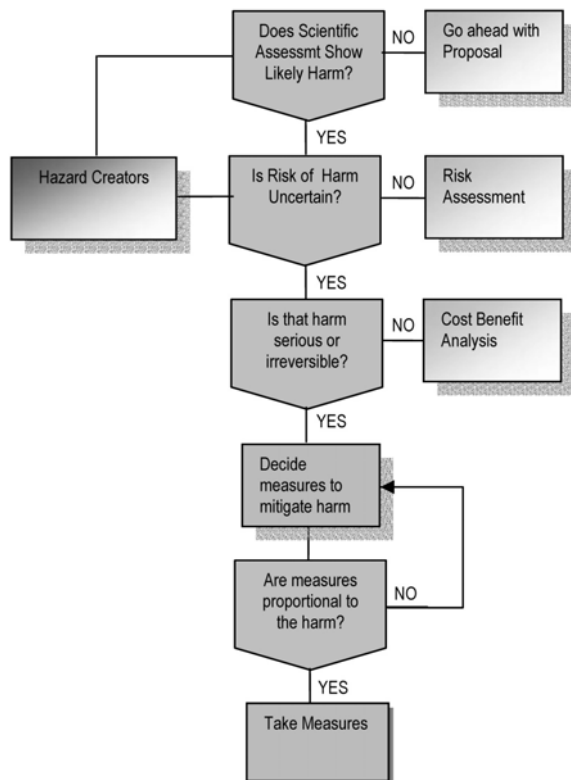 Does Scientific
Assessmt Show
Likely Harm?
NO
Go ahead with
Proposal
YES
Hazard Creators
Is Risk of Harm
Uncertain?
NO
Risk
Assessment
YES
Is that harm
serious or
irreversible?
NO
Cost Benefit
Analysis
YES
Decide
measures to
mitigate harm
Are measures
proportional to
the harm?
NO
YES
Take Measures